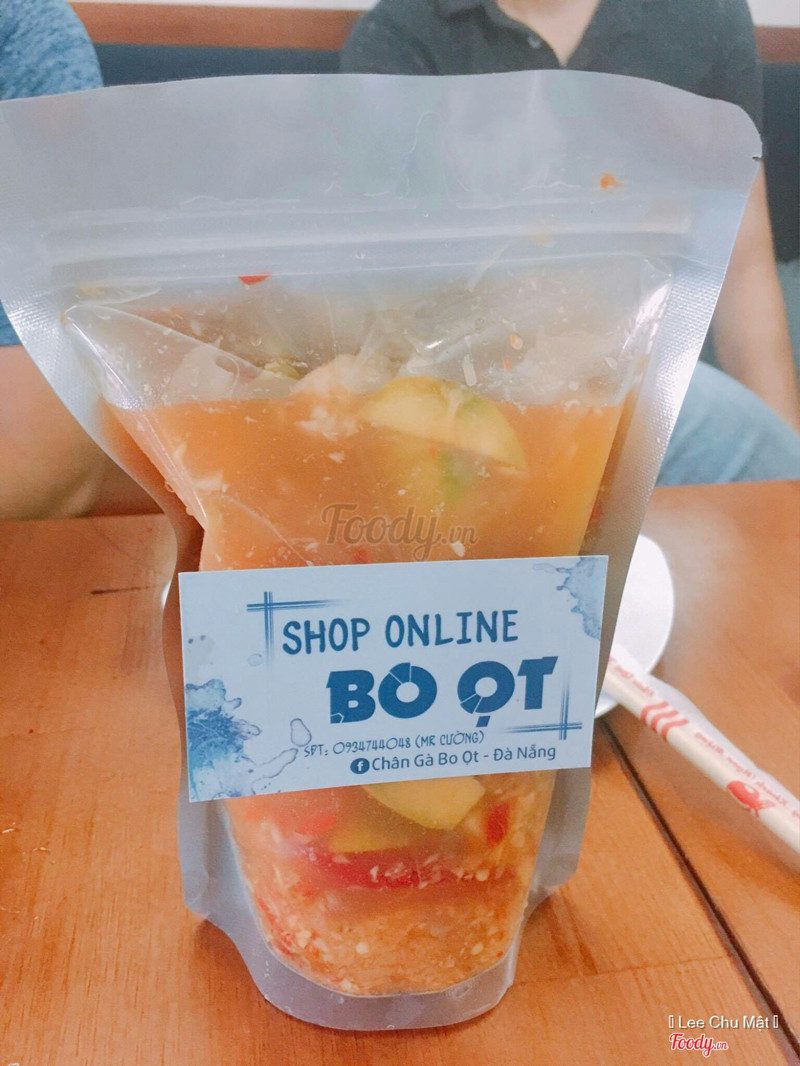 Foody.vn
SHOP ONLINE
BO ỌT
SĐT: 0934744048 (MR CƯỜNG)
Chân Gà Bo Ọt - Đà Nẵng
Lee Chu Mật
Foody.vn